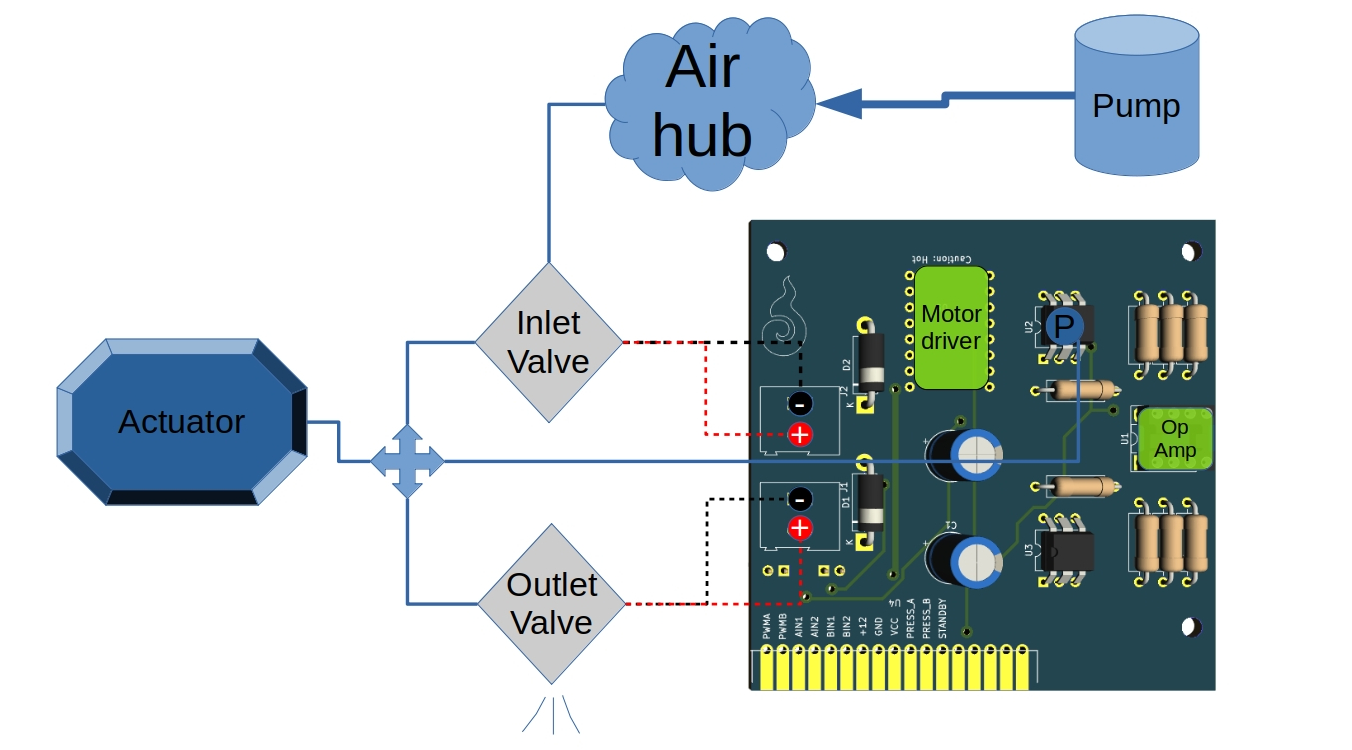 Air
hub
Pump
Caution: Hot
Inlet
Valve
Motor
driver
D2
U2
P
J2
K
-
+
Actuator
Op
Amp
U1
+
J1
D1
-
+
K
C1
+
U3
Outlet
Valve
U4
PWMA
PWMB
AIN1
AIN2
BIN1
BIN2
+12
GND
VCC
PRESS_A
PRESS_B
STANDBY